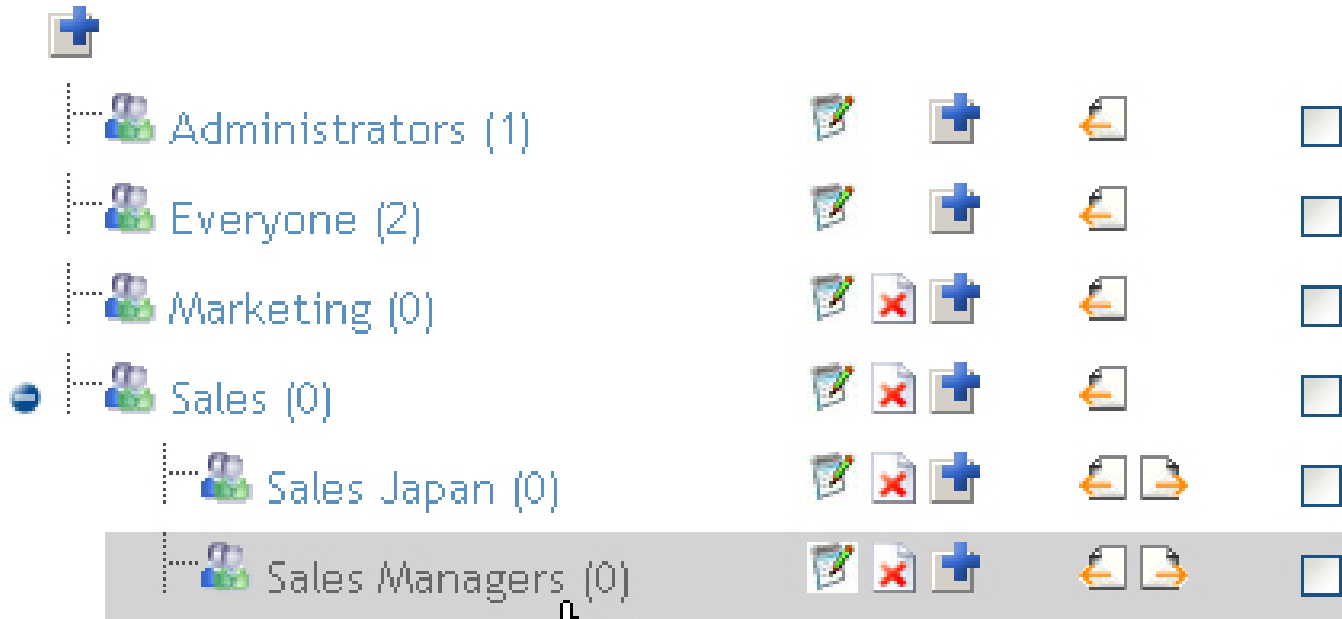 Administrators (1)
Everyone (2)
Marketing (0)
Sales (0)
Sales Japan (0)
Sales Managers (0)